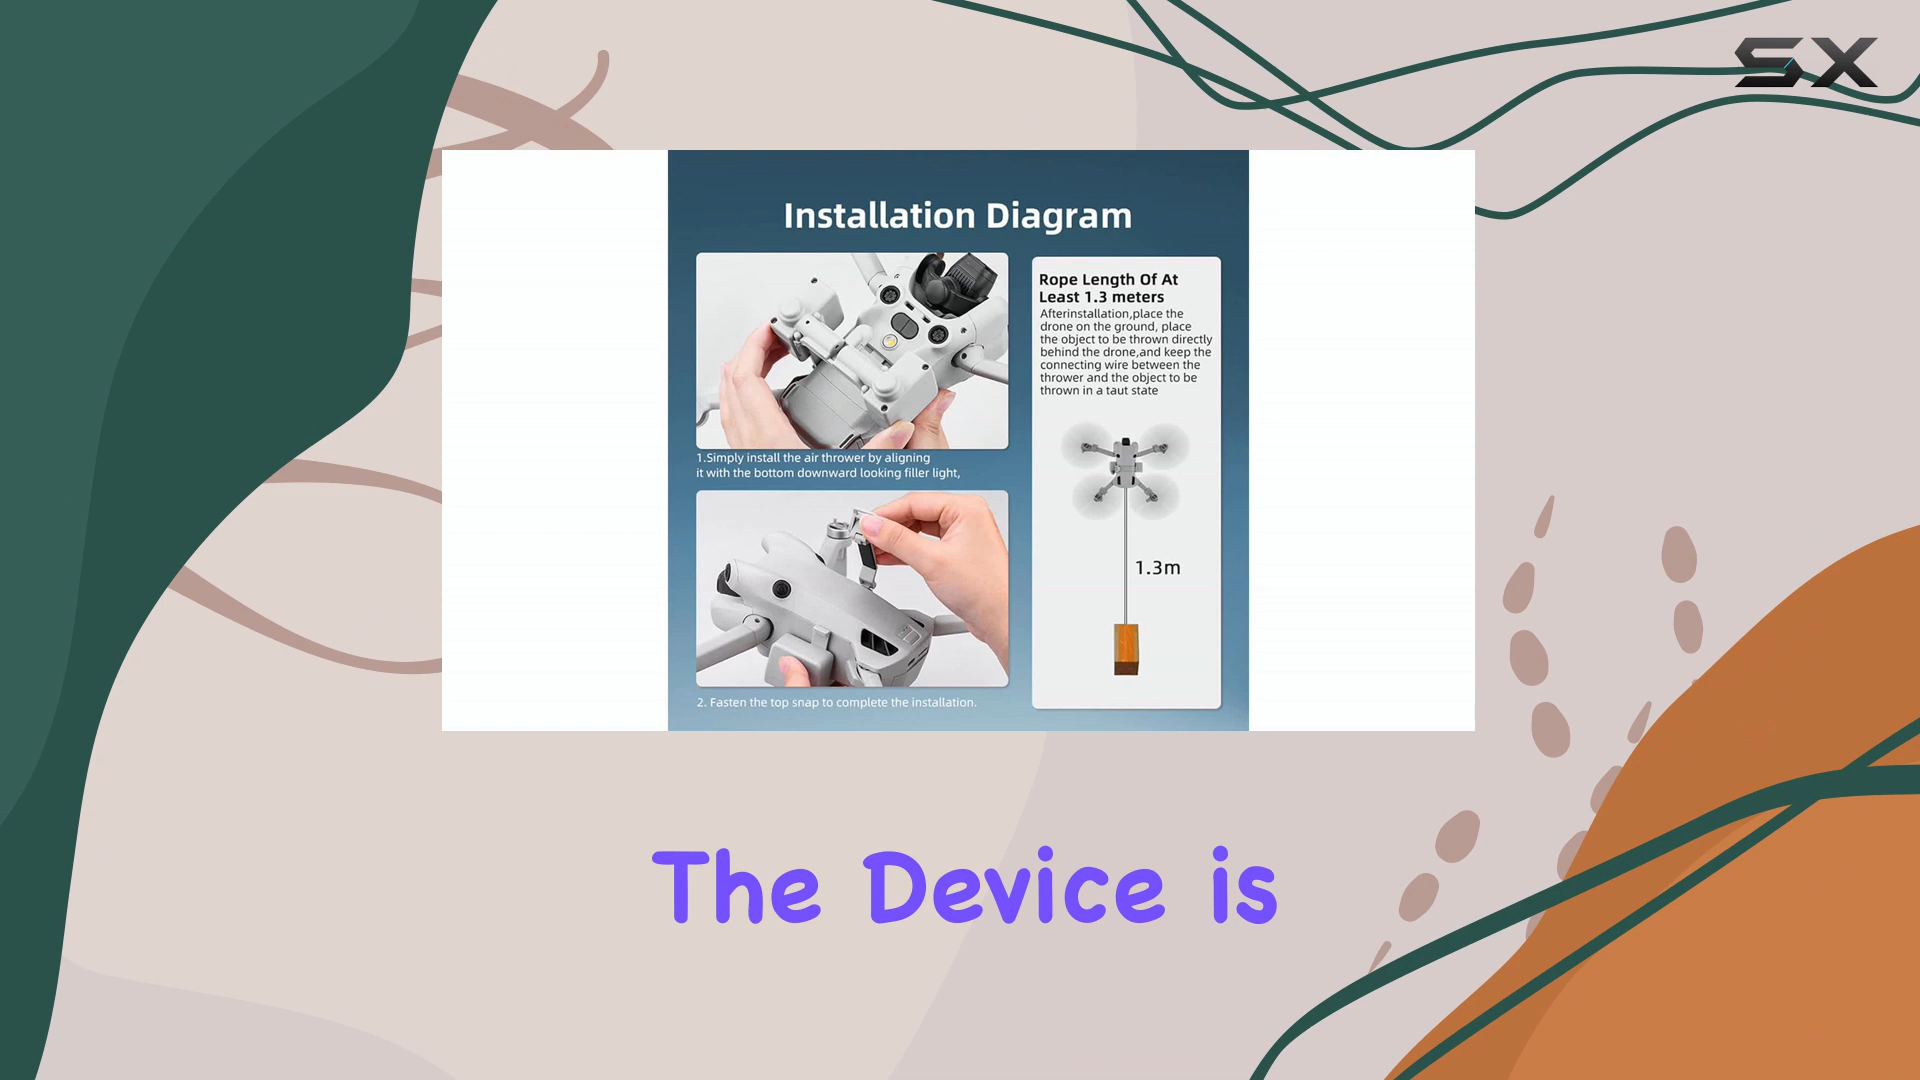 SX
Installation Diagram
1.Simply install the air thrower by aligning
it with the bottom downward looking filler light,
2. Fasten the top snap to complete the installation.
Rope Length Of At
Least 1.3 meters
Afterinstallation,place the
drone on the ground, place
the object to be thrown directly
behind the drone,and keep the
connecting wire between the
thrower and the object to be
thrown in a taut state
1.3m
The Device is